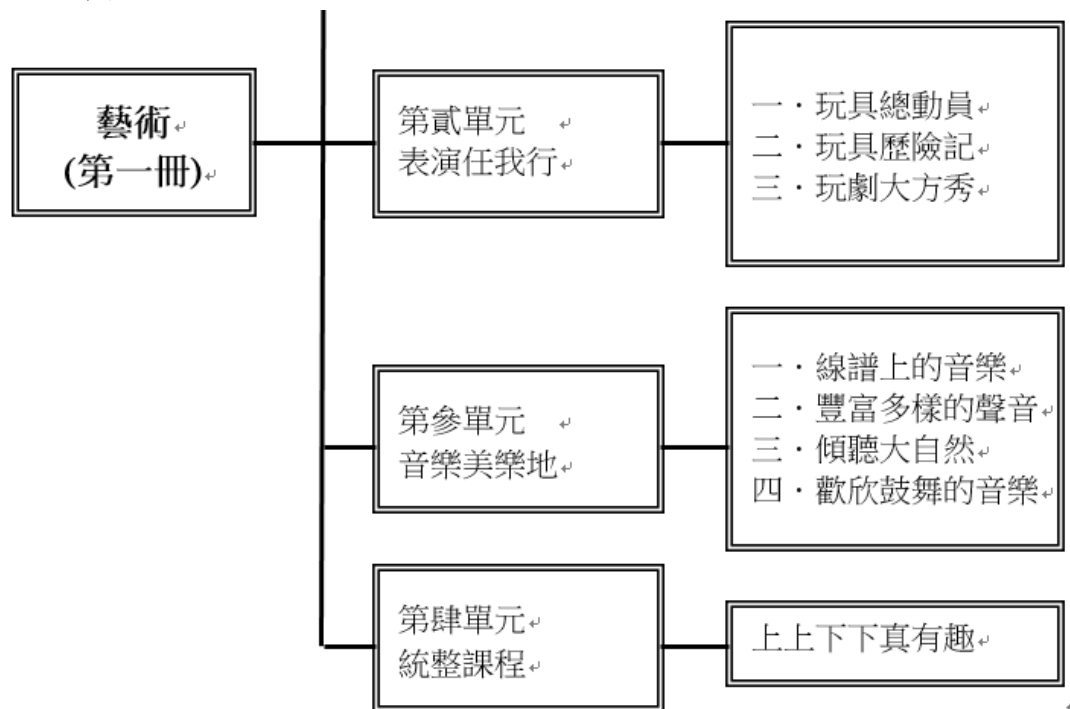 藝術
(第一冊)
第貳單元
表演任我行
一．玩具總動員
二．玩具歷險記
三．玩劇大方秀
第參單元
音樂美樂地
一．線譜上的音樂
二．豐富多樣的聲音
三．傾聽大自然
四．歡欣鼓舞的音樂
第肆單元
統整課程
上上下下真有趣